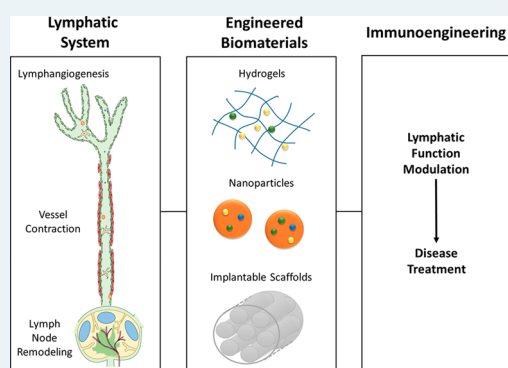 Lymphatic
System
Lymphangiogenesis
Vessel
Contraction
Lymph
Node
Remodeling
Engineered
Biomaterials
Hydrogels
Nanoparticles
Implantable Scaffolds
Immunoengineering
Lymphatic
Function
Modulation
Disease
Treatment